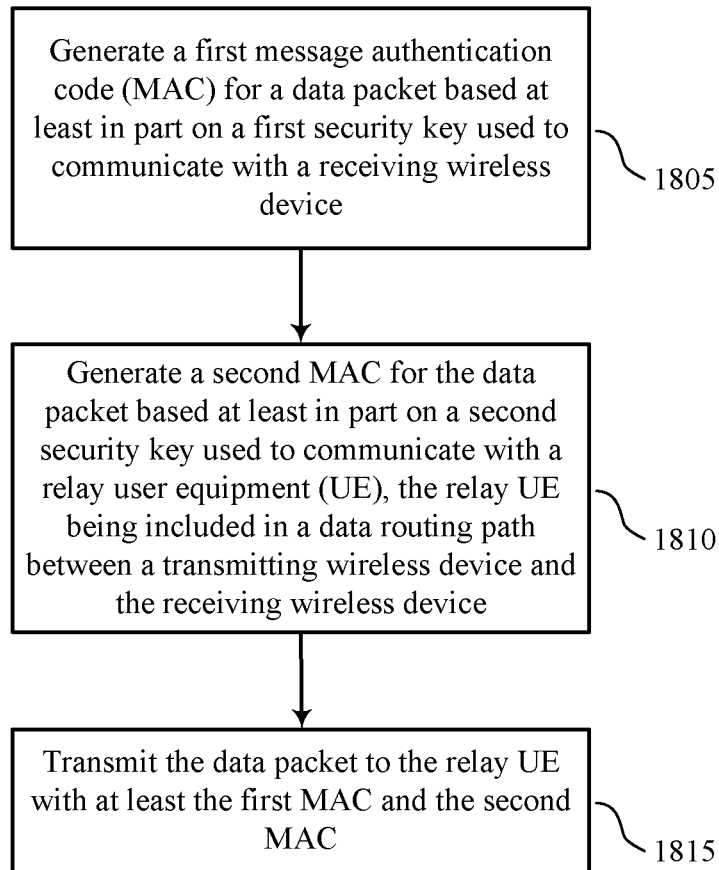 Generate a first message authentication
code (MAC) for a data packet based at
least in part on a first security key used to
communicate with a receiving wireless
device
1805
Generate a second MAC for the data
packet based at least in part on a second
security key used to communicate with a
relay user equipment (UE), the relay UE
being included in a data routing path
between a transmitting wireless device and
the receiving wireless device
1810
Transmit the data packet to the relay UE
with at least the first MAC and the second
MAC
1815